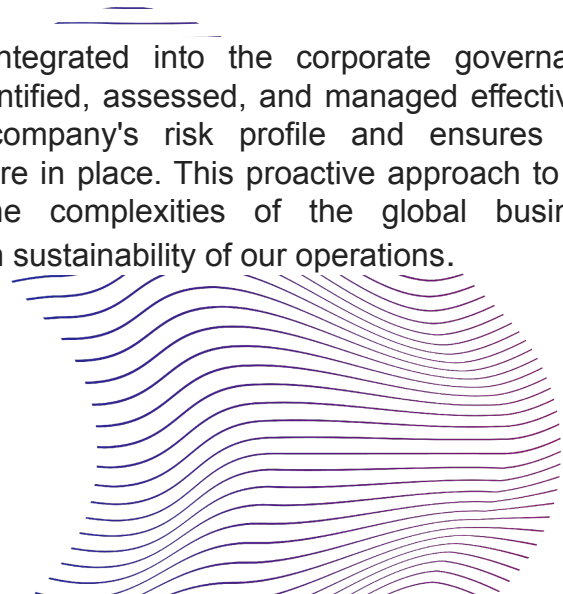 ntegrated into the corporate governa
ntified, assessed, and managed effectiv
company's risk profile and ensures
re in place. This proactive approach to
ne complexities of the global busin
sustainability of our operations.